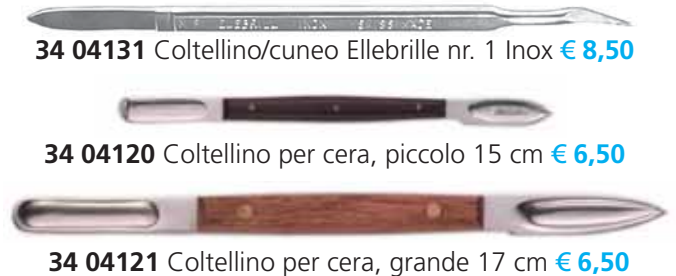 34 04131 Coltellino/cuneo Ellebrille nr. 1 Inox € 8,50
34 04120 Coltellino per cera, piccolo 15 cm € 6,50
34 04121 Coltellino per cera, grande 17 cm € 6,50